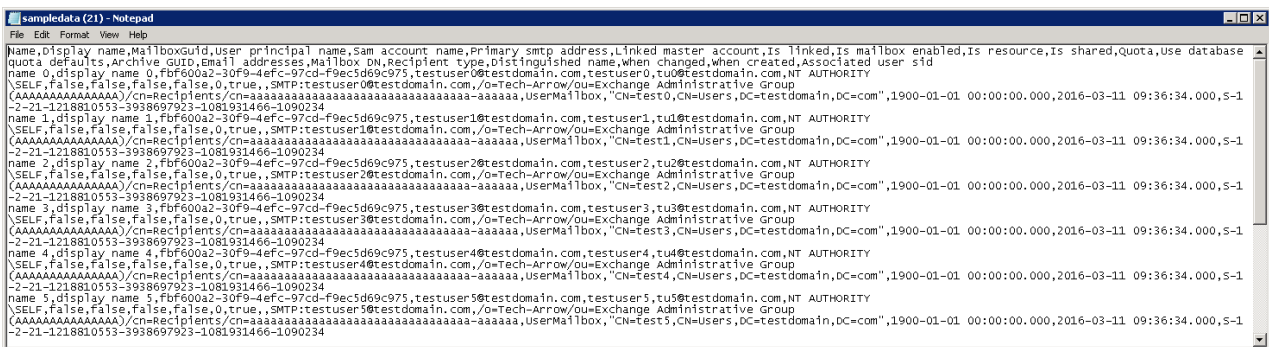 sampledata (21) - Notepad
File Edit Format View Help
Name,Display name,MailboxGuid,User principal name,Sam account name,Primary smtp address,Linked master account,Is linked,Is mailbox enabled,Is resource,Is shared,Quota,Use database
quota defaults,Archive GUID,Email addresses,Mailbox DN,Recipient type,Distinguished name,When changed,When created,Associated user sid
name 0,display name 0,fbf600a2-30f9-4efc-97cd-f9ec5d69c975,testuser0@testdomain.com,testuser0,tu0@testdomain.com,NT AUTHORITY
\SELF,false,false,false,false,0,true,,SMTP:testuser0@testdomain.com,/o=Tech-Arrow/ou=Exchange Administrative Group
(AAAAAAAAAAAAAAA)/cn=Recipients/cn=aaaaaaaaaaaaaaaaaaaaaaaaaaaaaaaa-aaaaaa,UserMailbox,"CN=test0,CN=Users,DC=testdomain,DC=com",1900-01-01 00:00:00.000,2016-03-11 09:36:34.000,S-1
-2-21-1218810553-3938697923-1081931466-1090234
name 1,display name 1,fbf600a2-30f9-4efc-97cd-f9ec5d69c975,testuser1@testdomain.com,testuser1,tu1@testdomain.com,NT AUTHORITY
\SELF,false,false,false,false,0,true,,SMTP:testuser1@testdomain.com,/o=Tech-Arrow/ou=Exchange Administrative Group
(AAAAAAAAAAAAAAA)/cn=Recipients/cn=aaaaaaaaaaaaaaaaaaaaaaaaaaaaaaaa-aaaaaa,UserMailbox,"CN=test1,CN=Users,DC=testdomain,DC=com",1900-01-01 00:00:00.000,2016-03-11 09:36:34.000,S-1
-2-21-1218810553-3938697923-1081931466-1090234
name 2,display name 2,fbf600a2-30f9-4efc-97cd-f9ec5d69c975,testuser2@testdomain.com,testuser2,tu2@testdomain.com,NT AUTHORITY
\SELF,false,false,false,false,0,true,,SMTP:testuser2@testdomain.com,/o=Tech-Arrow/ou=Exchange Administrative Group
(AAAAAAAAAAAAAAA)/cn=Recipients/cn=aaaaaaaaaaaaaaaaaaaaaaaaaaaaaaaa-aaaaaa,UserMailbox,"CN=test2,CN=Users,DC=testdomain,DC=com",1900-01-01 00:00:00.000,2016-03-11 09:36:34.000,S-1
-2-21-1218810553-3938697923-1081931466-1090234
name 3,display name 3,fbf600a2-30f9-4efc-97cd-f9ec5d69c975,testuser3@testdomain.com,testuser3,tu3@testdomain.com,NT AUTHORITY
\SELF,false,false,false,false,0,true,,SMTP:testuser3@testdomain.com,/o=Tech-Arrow/ou=Exchange Administrative Group
(AAAAAAAAAAAAAAA)/cn=Recipients/cn=aaaaaaaaaaaaaaaaaaaaaaaaaaaaaaaa-aaaaaa,UserMailbox,"CN=test3,CN=Users,DC=testdomain,DC=com",1900-01-01 00:00:00.000,2016-03-11 09:36:34.000,S-1
-2-21-1218810553-3938697923-1081931466-1090234
name 4,display name 4,fbf600a2-30f9-4efc-97cd-f9ec5d69c975,testuser4@testdomain.com,testuser4,tu4@testdomain.com,NT AUTHORITY
\SELF,false,false,false,false,0,true,,SMTP:testuser4@testdomain.com,/o=Tech-Arrow/ou=Exchange Administrative Group
(AAAAAAAAAAAAAAA)/cn=Recipients/cn=aaaaaaaaaaaaaaaaaaaaaaaaaaaaaaaa-aaaaaa,UserMailbox,"CN=test4,CN=Users,DC=testdomain,DC=com",1900-01-01 00:00:00.000,2016-03-11 09:36:34.000,S-1
-2-21-1218810553-3938697923-1081931466-1090234
name 5,display name 5,fbf600a2-30f9-4efc-97cd-f9ec5d69c975,testuser5@testdomain.com,testuser5,tu5@testdomain.com,NT AUTHORITY
\SELF,false,false,false,false,0,true,,SMTP:testuser5@testdomain.com,/o=Tech-Arrow/ou=Exchange Administrative Group
(AAAAAAAAAAAAAAA)/cn=Recipients/cn=aaaaaaaaaaaaaaaaaaaaaaaaaaaaaaaa-aaaaaa,UserMailbox,"CN=test5,CN=Users,DC=testdomain,DC=com",1900-01-01 00:00:00.000,2016-03-11 09:36:34.000,S-1
-2-21-1218810553-3938697923-1081931466-1090234